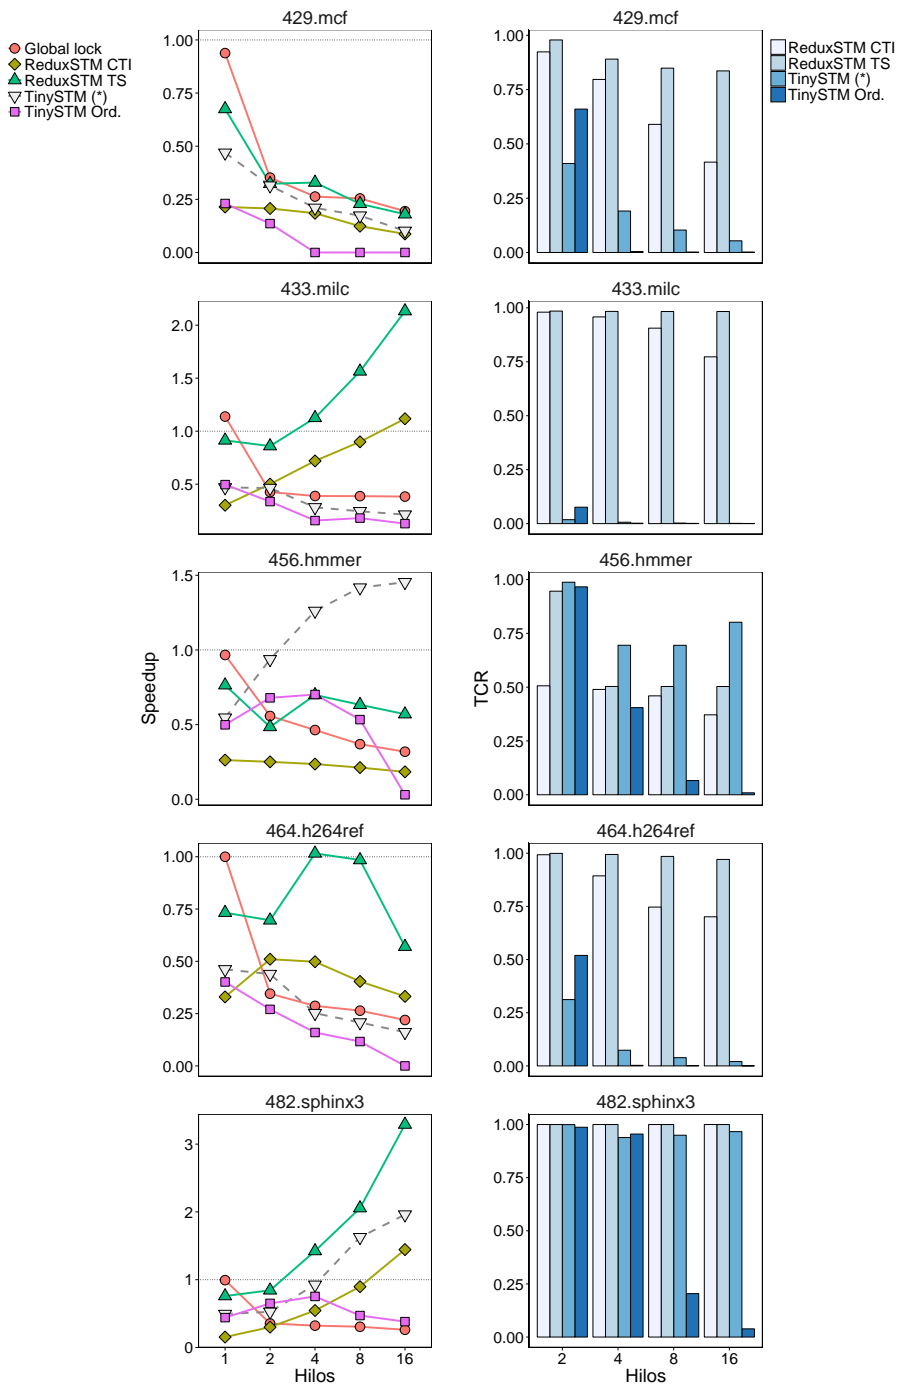 429.mcf
Global lock
ReduxSTM CTI
ReduxSTM TS
TinySTM (*)
TinySTM Ord.
1.00
0.75
0.50
0.25
0.00
429.mcf
ReduxSTM CTI
ReduxSTM TS
TinySTM (*)
TinySTM Ord.
1.00
0.75
0.50
0.25
0.00
433.milc
2.0
1.5
1.0
0.5
433.milc
1.00
0.75
0.50
0.25
0.00
456.hmmer
1.5
1.0
0.5
0.0
Speedup
456.hmmer
1.00
0.75
0.50
0.25
0.00
TCR
464.h264ref
1.00
0.75
0.50
0.25
0.00
464.h264ref
1.00
0.75
0.50
0.25
0.00
482.sphinx3
3
2
1
0
1 2 4 8 16
Hilos
482.sphinx3
1.00
0.75
0.50
0.25
0.00
2 4 8 16
Hilos